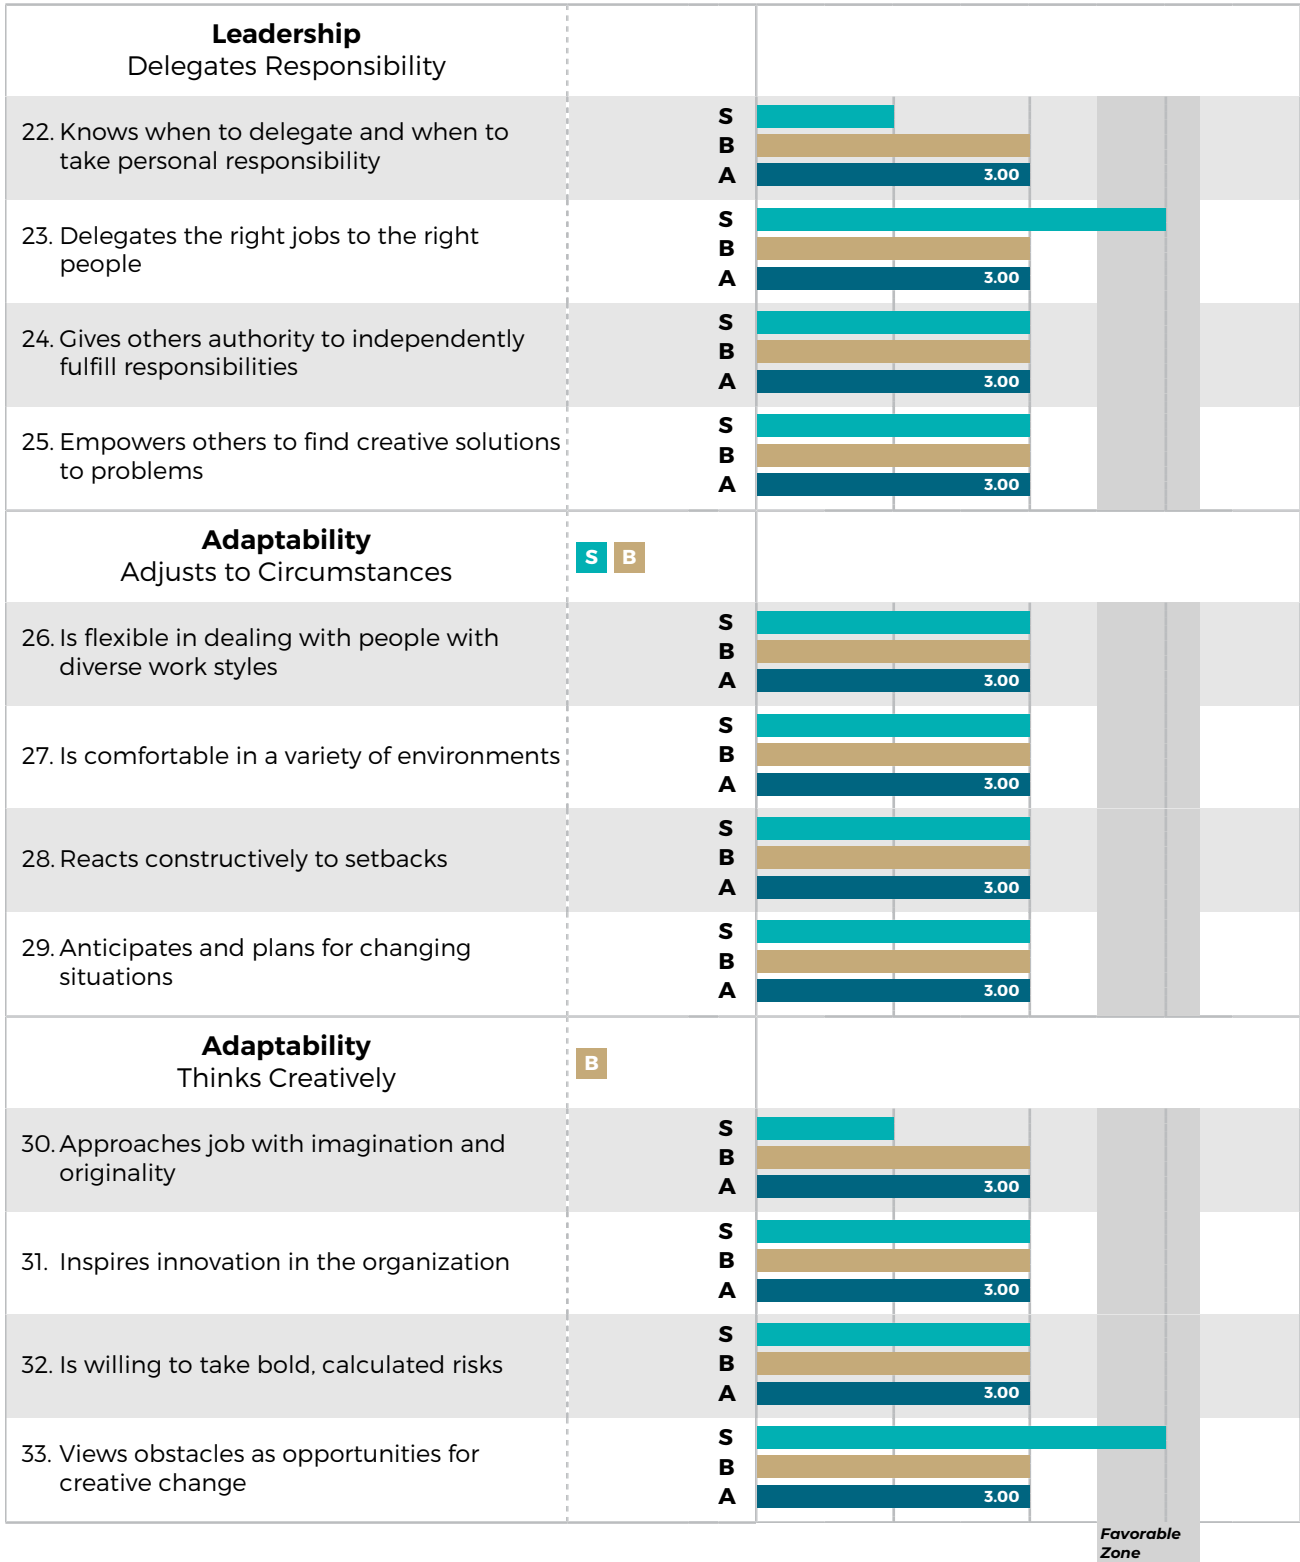 Leadership
Delegates Responsibility
22. Knows when to delegate and when to
take personal responsibility
S
B
A 3.00
23. Delegates the right jobs to the right
people
S
B
A 3.00
24. Gives others authority to independently
fulfill responsibilities
S
B
A 3.00
25. Empowers others to find creative solutions
to problems
S
B
A 3.00
Adaptability
Adjusts to Circumstances
S B
26. Is flexible in dealing with people with
diverse work styles
S
B
A 3.00
27. Is comfortable in a variety of environments
S
B
A 3.00
28. Reacts constructively to setbacks
S
B
A 3.00
29. Anticipates and plans for changing
situations
S
B
A 3.00
Adaptability
Thinks Creatively
B
30. Approaches job with imagination and
originality
S
B
A 3.00
31. Inspires innovation in the organization
S
B
A 3.00
32. Is willing to take bold, calculated risks
S
B
A 3.00
33. Views obstacles as opportunities for
creative change
S
B
A 3.00
Favorable
Zone